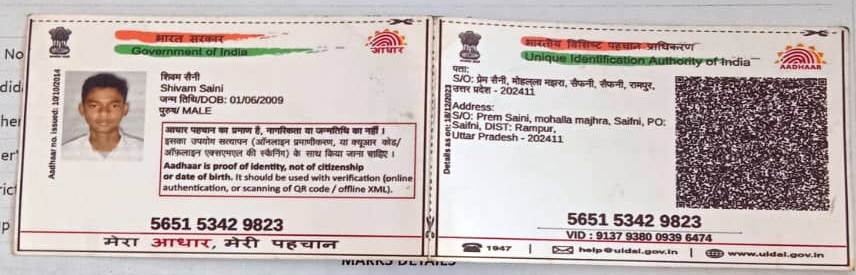 भारत सरकार
Government of India
आधार
Aadhaar no. issued: 10/10/2014
शिवम सैनी
Shivam Saini
जन्म तिथि/DOB: 01/06/2009
पुरुष/ MALE
आधार पहचान का प्रमाण है, नागरिकता या जन्मतिथि का नहीं ।
इसका उपयोग सत्यापन (ऑनलाइन प्रमाणीकरण, या क्यूआर कोड/
ऑफ़लाइन एक्सएमएल की स्कैनिंग) के साथ किया जाना चाहिए ।
Aadhaar is proof of identity, not of citizenship
or date of birth. It should be used with verification (online
authentication, or scanning of QR code / offline XML).
5651 5342 9823
मेरा आधार, मेरी पहचान
भारतीय विशिष्ट पहचान प्राधिकरण
Unique Identification Authority of India
AADHAAR
Details as on: 18/12/2023
पता:
S/O: प्रेम सैनी, मोहल्ला मझरा, सैफनी, सैफनी, रामपुर,
उत्तर प्रदेश - 202411
Address:
S/O: Prem Saini, mohalla majhra, Saifni, PO:
Saifni, DIST: Rampur,
Uttar Pradesh - 202411
5651 5342 9823
VID : 9137 9380 0939 6474
1947 | help@uidai.gov.in | www.uidai.gov.in
No
MARKS DETAILS